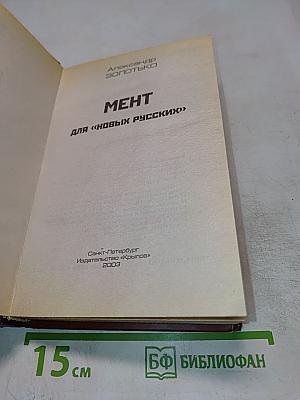 Александр
ЗОЛОТЬКО
МЕНТ
ДЛЯ «НОВЫХ РУССКИХ»
Санкт-Петербург
Издательство «Крылов»
2003
15 см
БФ БИБЛИОФАН